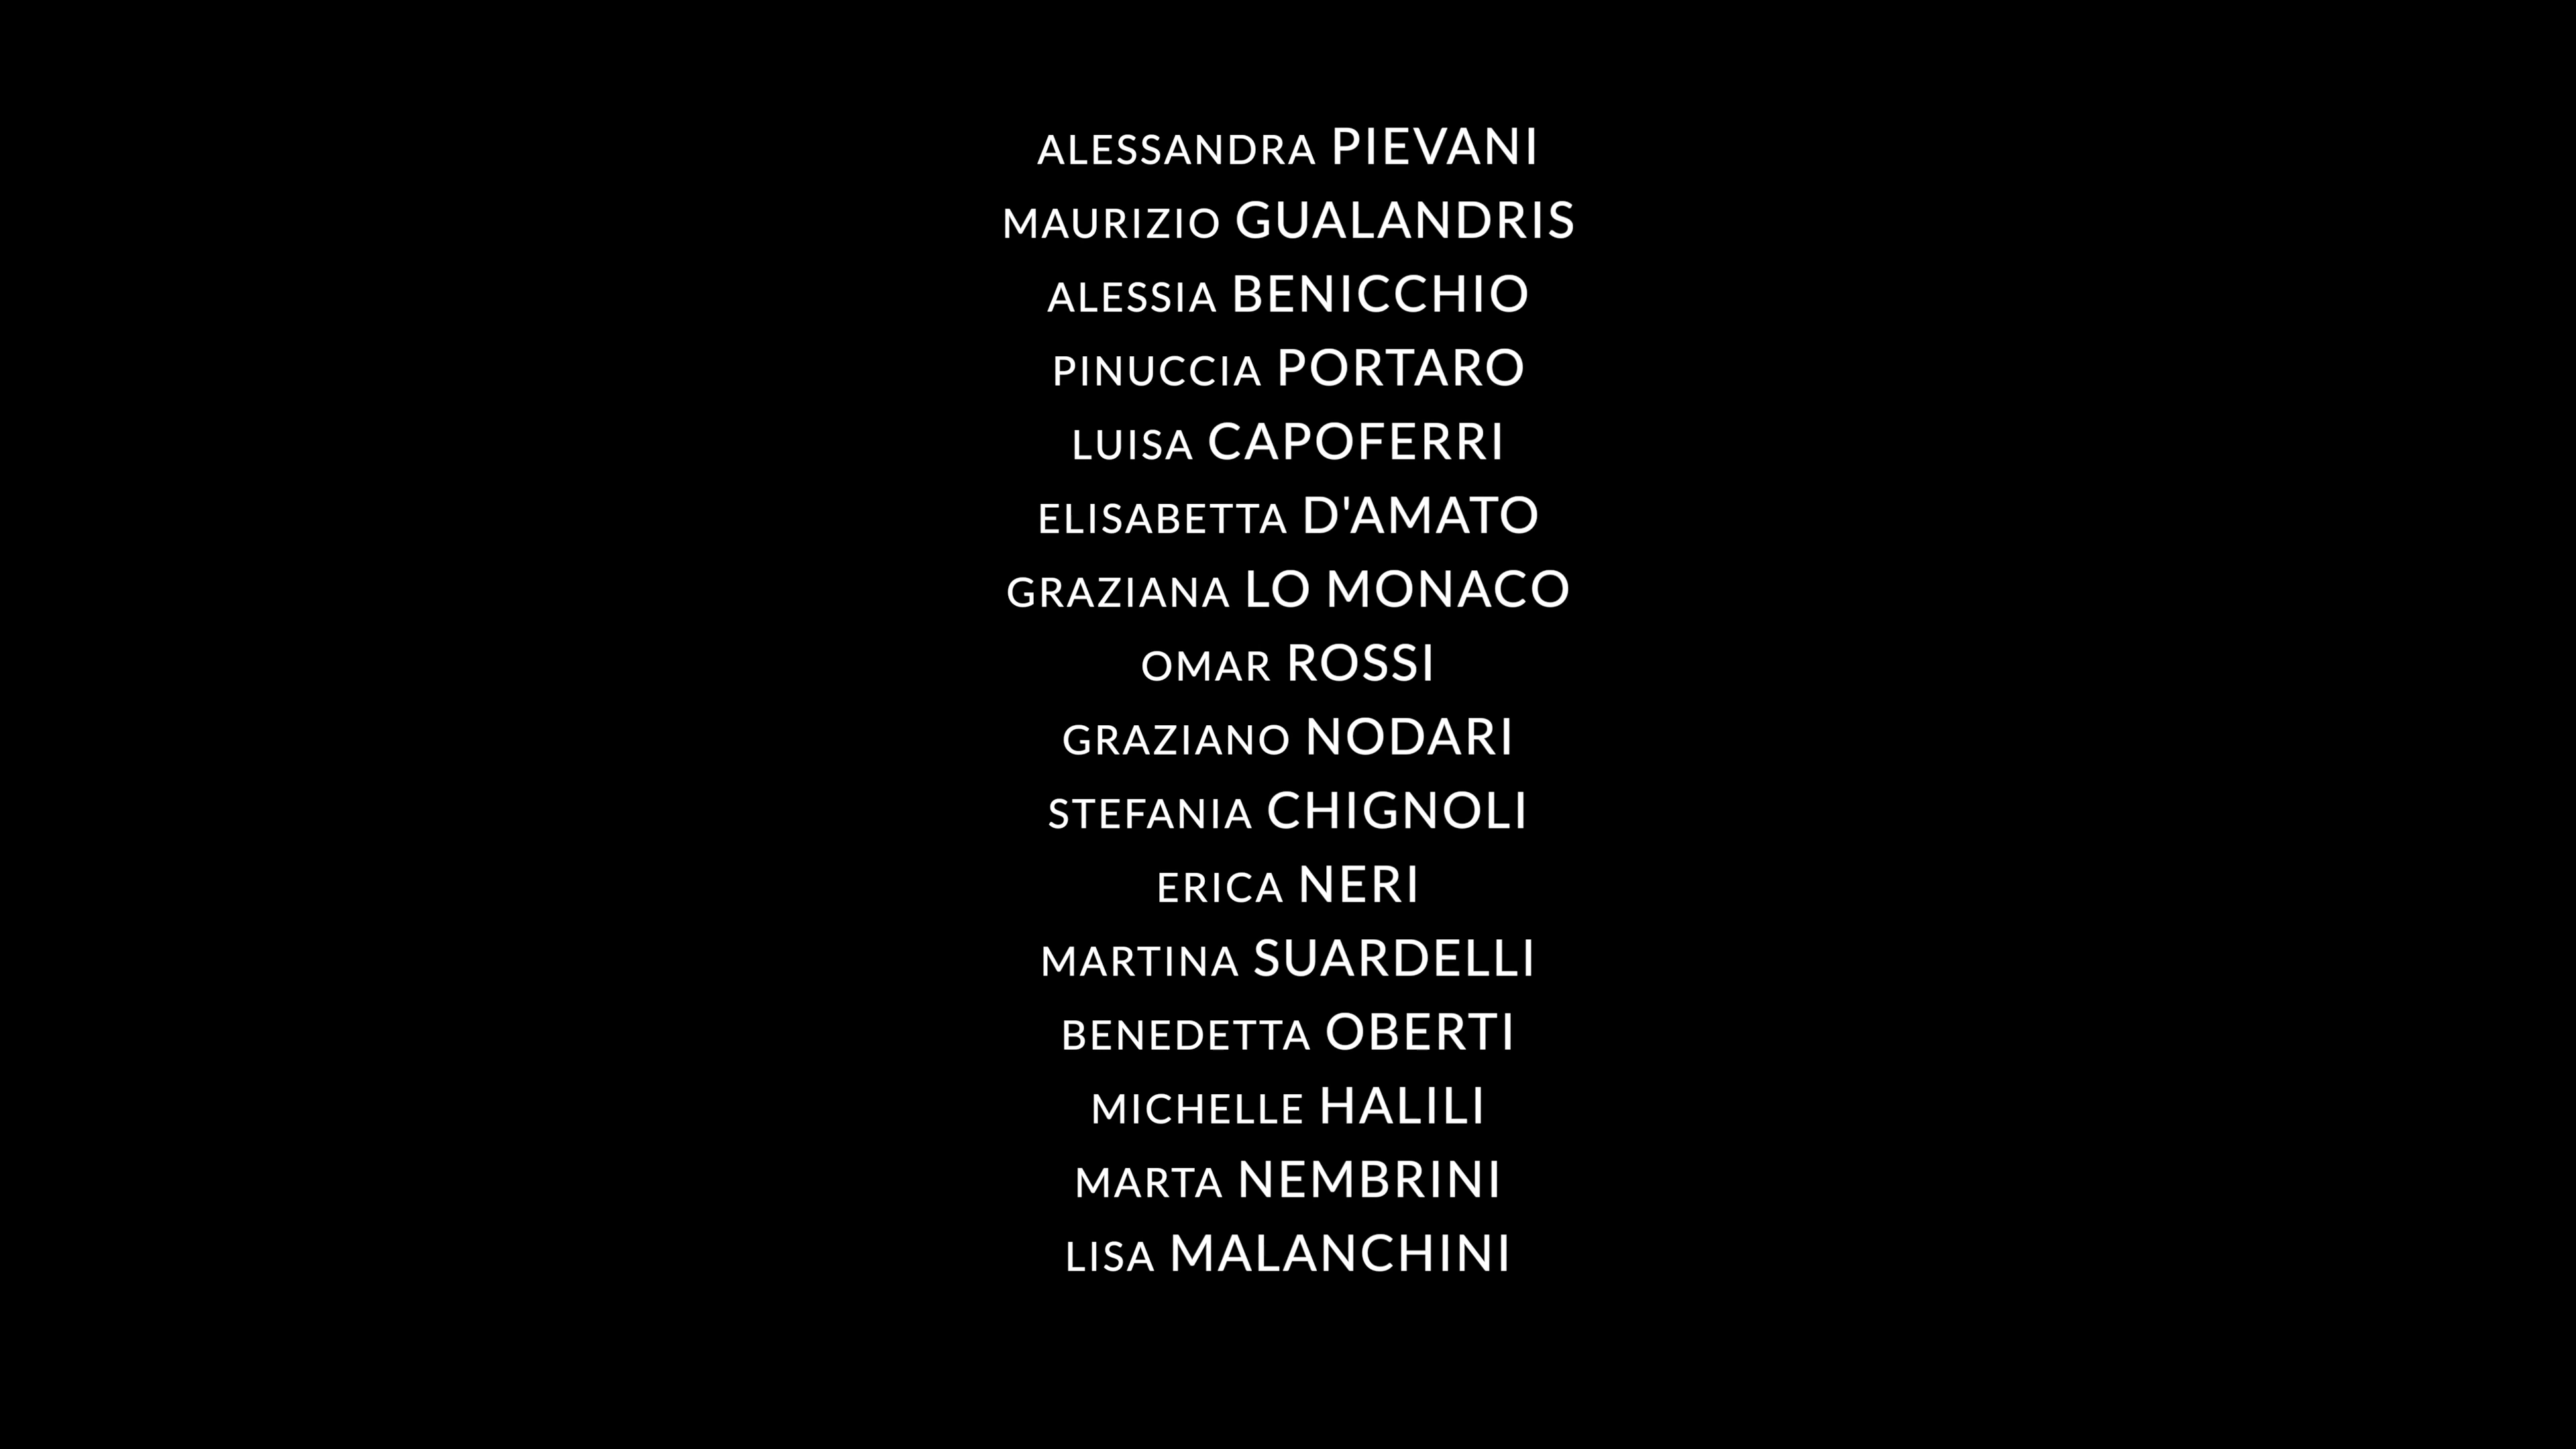 ALESSANDRA PIEVANI
MAURIZIO GUALANDRIS
ALESSIA BENICCHIO
PINUCCIA PORTARO
LUISA CAPOFERRI
ELISABETTA D'AMATO
GRAZIANA LO MONACO
OMAR ROSSI
GRAZIANO NODARI
STEFANIA CHIGNOLI
ERICA NERI
MARTINA SUARDELLI
BENEDETTA OBERTI
MICHELLE HALILI
MARTA NEMBRINI
LISA MALANCHINI